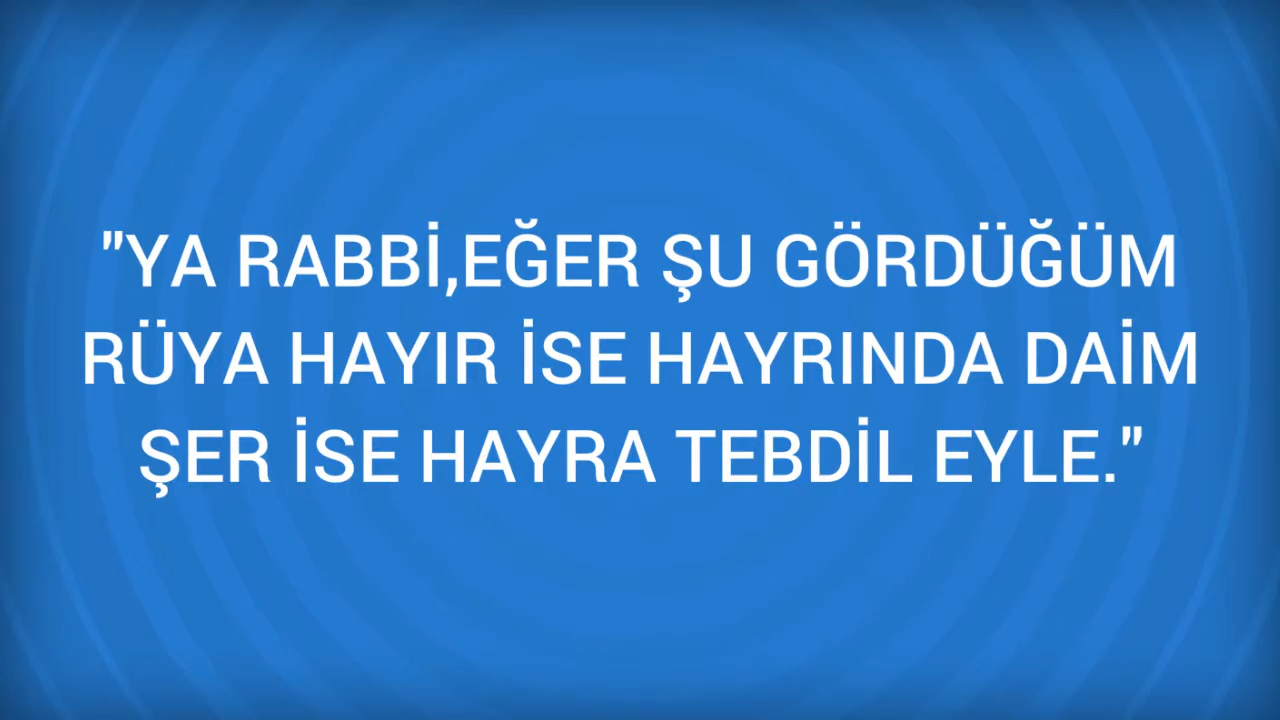 "YA RABBİ,EĞER ŞU GÖRDÜĞÜM
RÜYA HAYIR İSE HAYRINDA DAİM
ŞER İSE HAYRA TEBDİL EYLE."